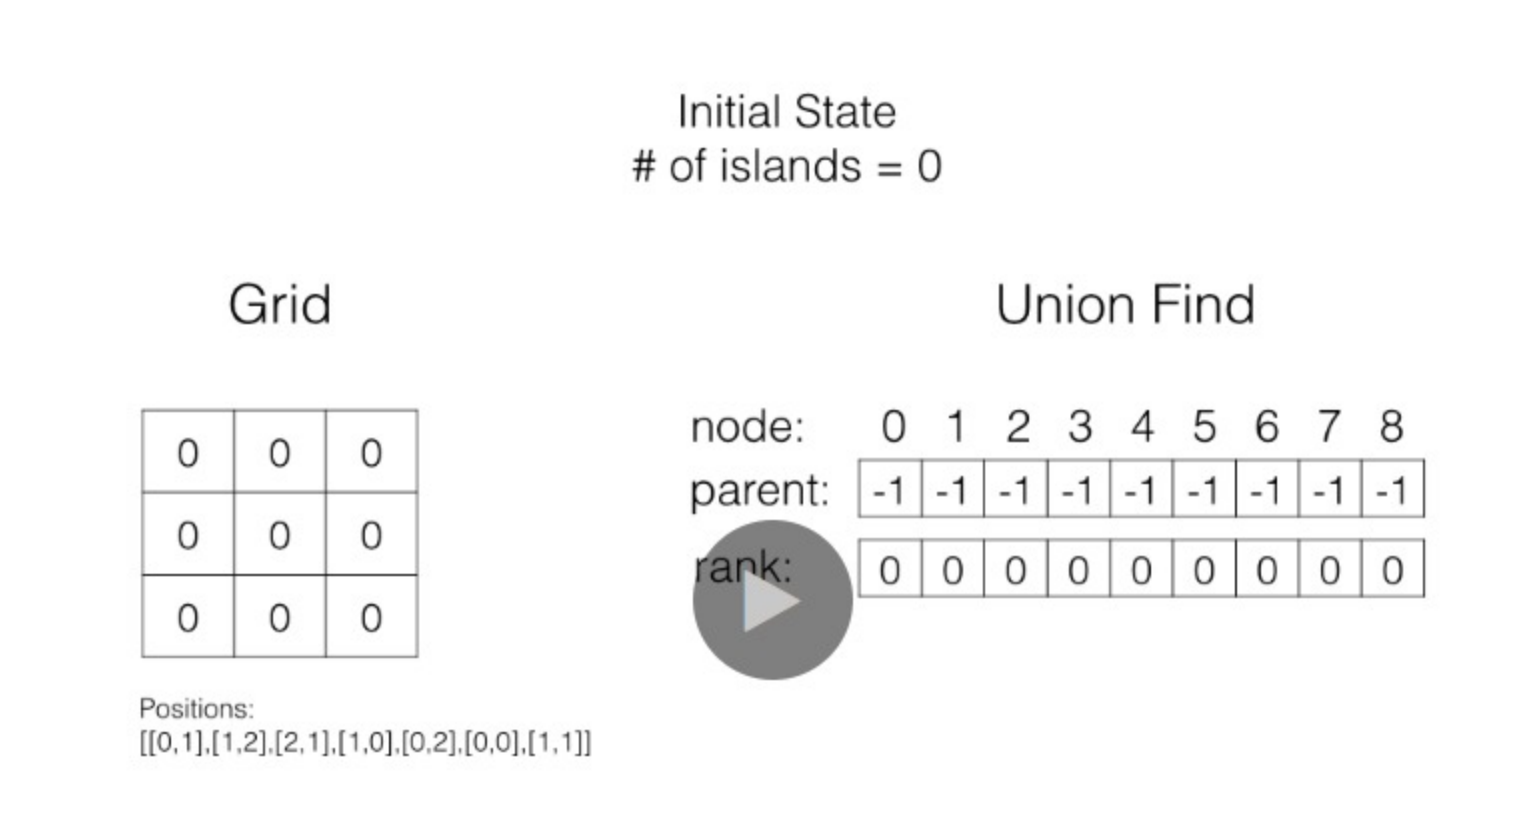 Initial State
# of islands = 0
Grid
Union Find
0 0 0
0 0 0
0 0 0
node: 0 1 2 3 4 5 6 7 8
parent: -1 -1 -1 -1 -1 -1 -1 -1 -1
rank: 0 0 0 0 0 0 0 0 0
Positions:
[[0,1],[1,2],[2,1],[1,0],[0,2],[0,0],[1,1]]